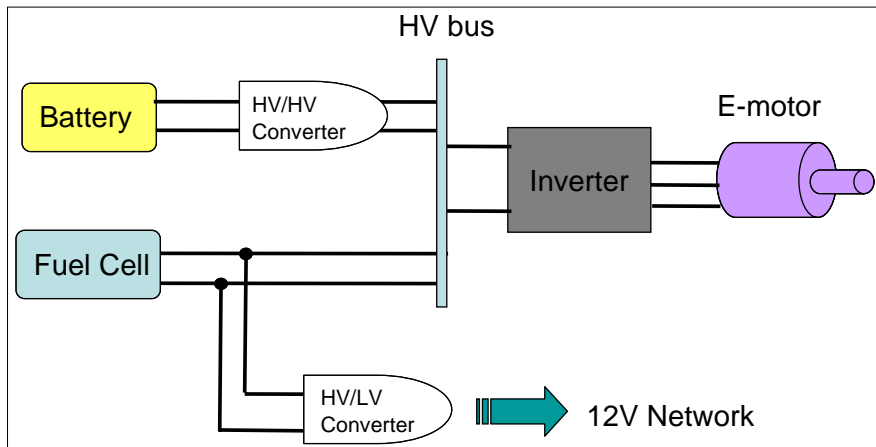 HV bus
Battery
HV/HV
Converter
E-motor
Inverter
Fuel Cell
HV/LV
Converter
12V Network